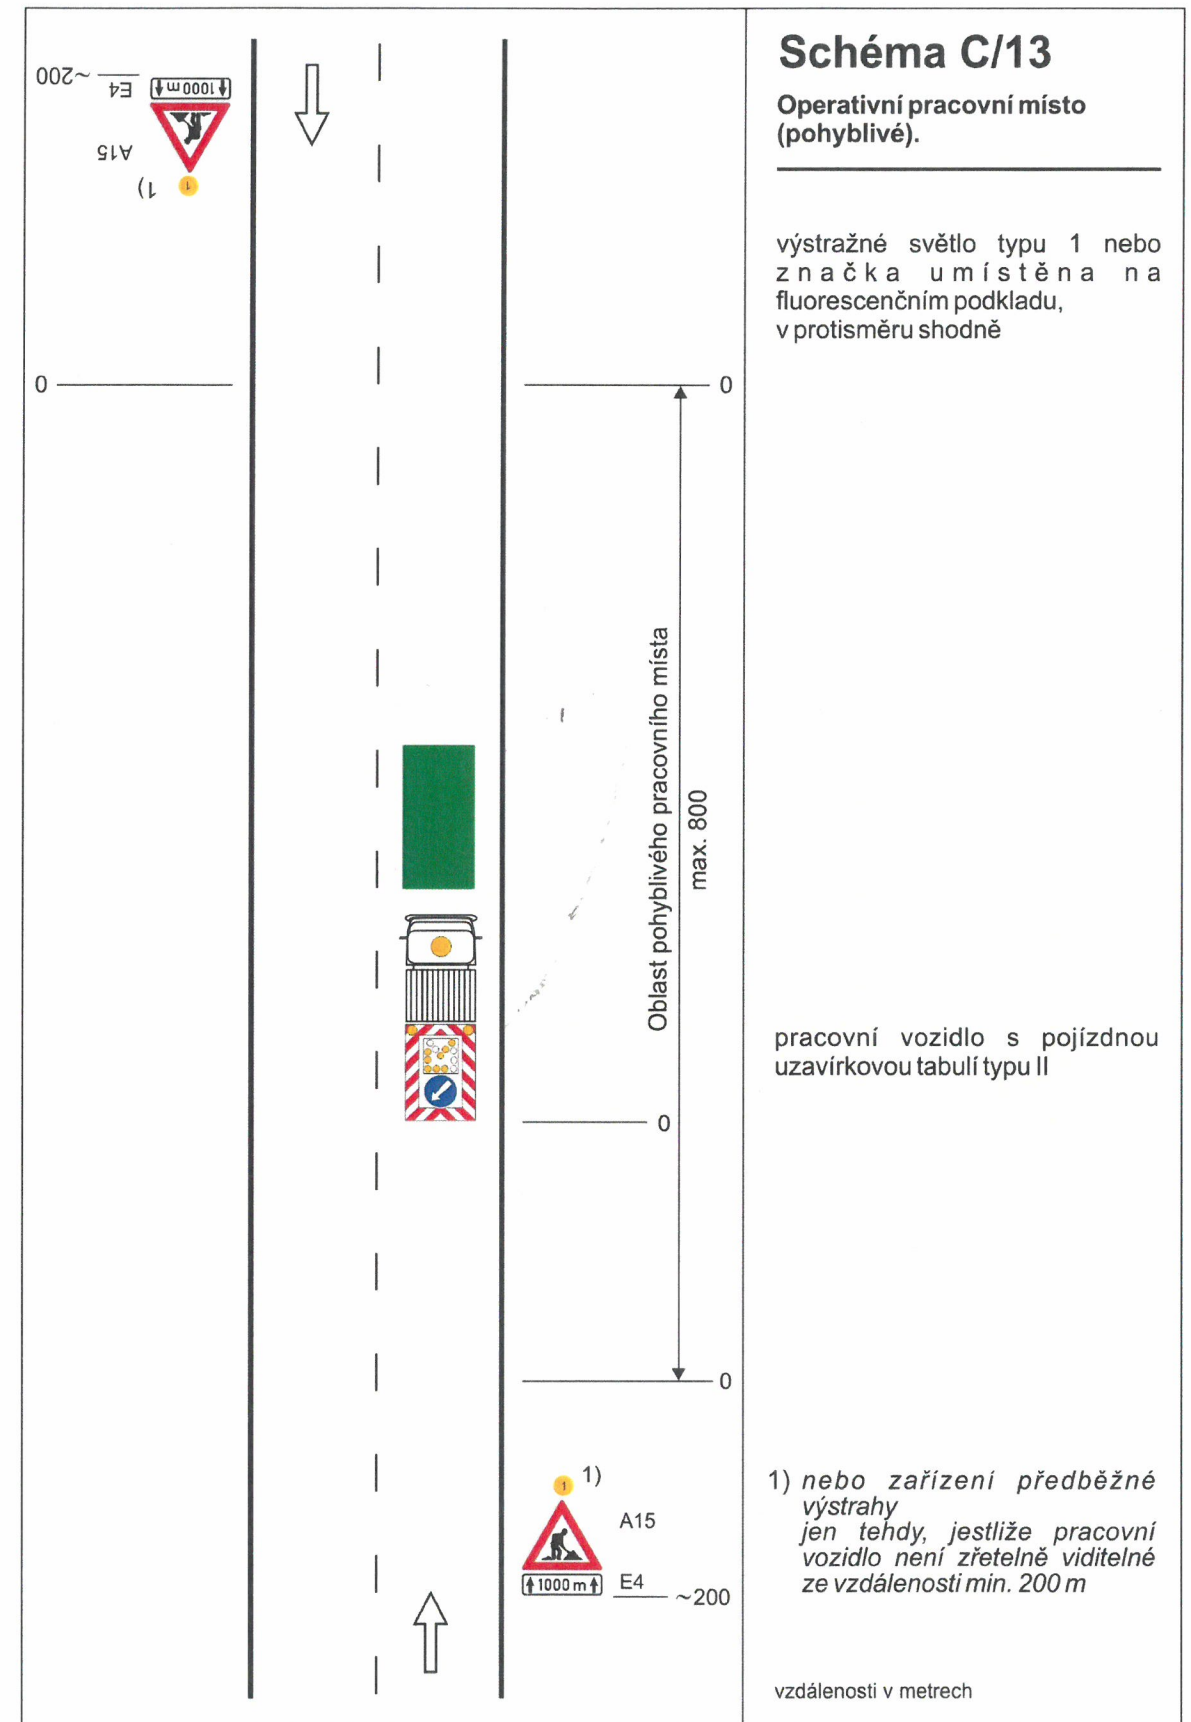 Schéma C/13
Operativní pracovní místo
(pohyblivé).
výstražné světlo typu 1 nebo
značka umístěna na
fluorescenčním podkladu,
v protisměru shodně
~200
E4
1000 m
A15
1)
1
0
0
Oblast pohyblivého pracovního místa
max. 800
pracovní vozidlo s pojízdnou
uzavírkovou tabulí typu II
0
0
1
1)
A15
1000 m
E4
~200
1) nebo zařízení předběžné
výstrahy
jen tehdy, jestliže pracovní
vozidlo není zřetelně viditelné
ze vzdálenosti min. 200 m
vzdálenosti v metrech